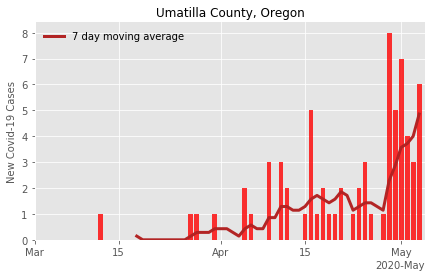 Umatilla County, Oregon
7 day moving average
New Covid-19 Cases
8
7
6
5
4
3
2
1
0
Mar
15
Apr
15
May
2020-May